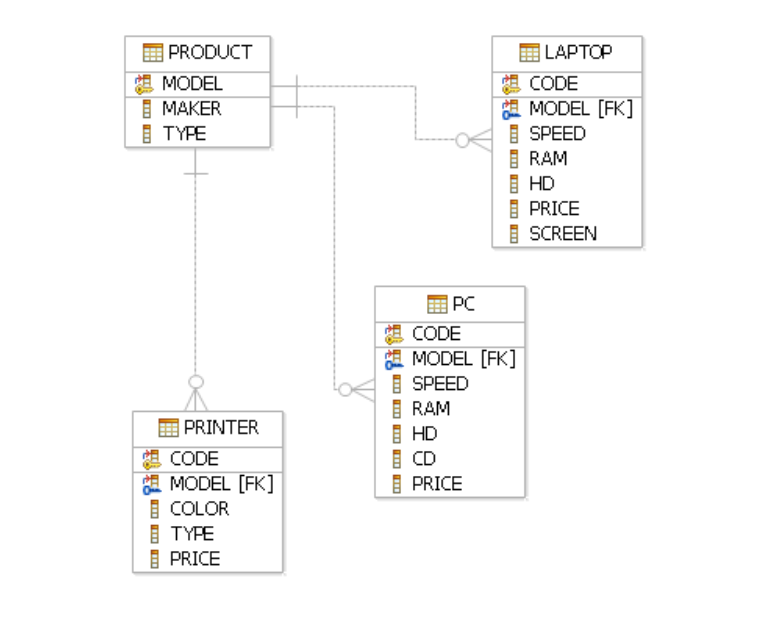 PRODUCT
MODEL
MAKER
TYPE
LAPTOP
CODE
MODEL [FK]
SPEED
RAM
HD
PRICE
SCREEN
PC
CODE
MODEL [FK]
SPEED
RAM
HD
CD
PRICE
PRINTER
CODE
MODEL [FK]
COLOR
TYPE
PRICE